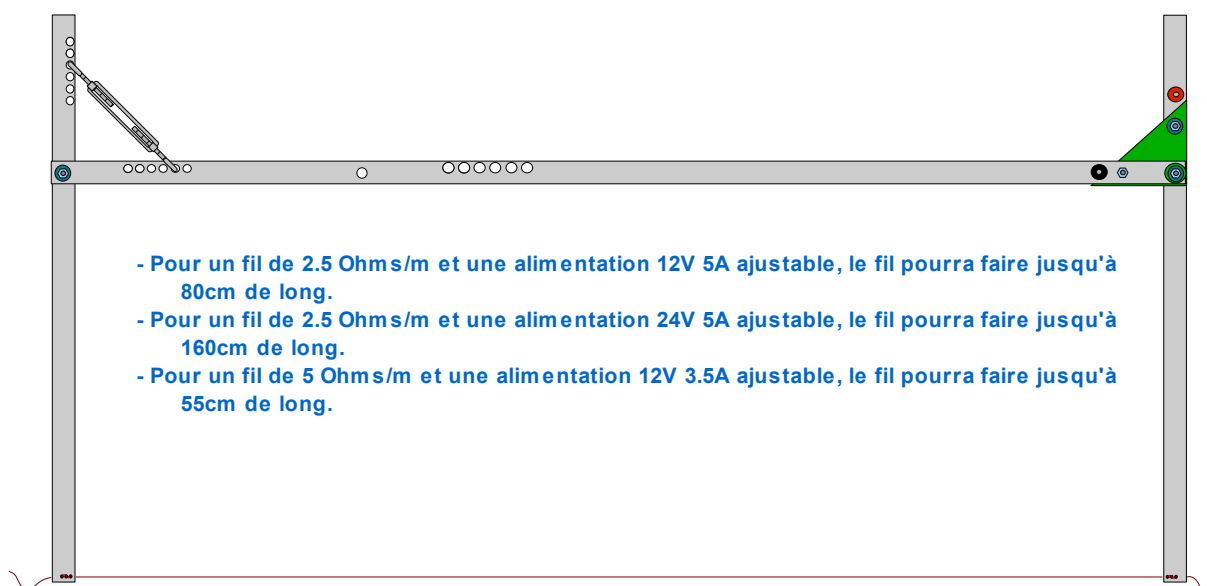 - Pour un fil de 2.5 Ohms/m et une alimentation 12V 5A ajustable, le fil pourra faire jusqu'à
80cm de long.
- Pour un fil de 2.5 Ohms/m et une alimentation 24V 5A ajustable, le fil pourra faire jusqu'à
160cm de long.
- Pour un fil de 5 Ohms/m et une alimentation 12V 3.5A ajustable, le fil pourra faire jusqu'à
55cm de long.